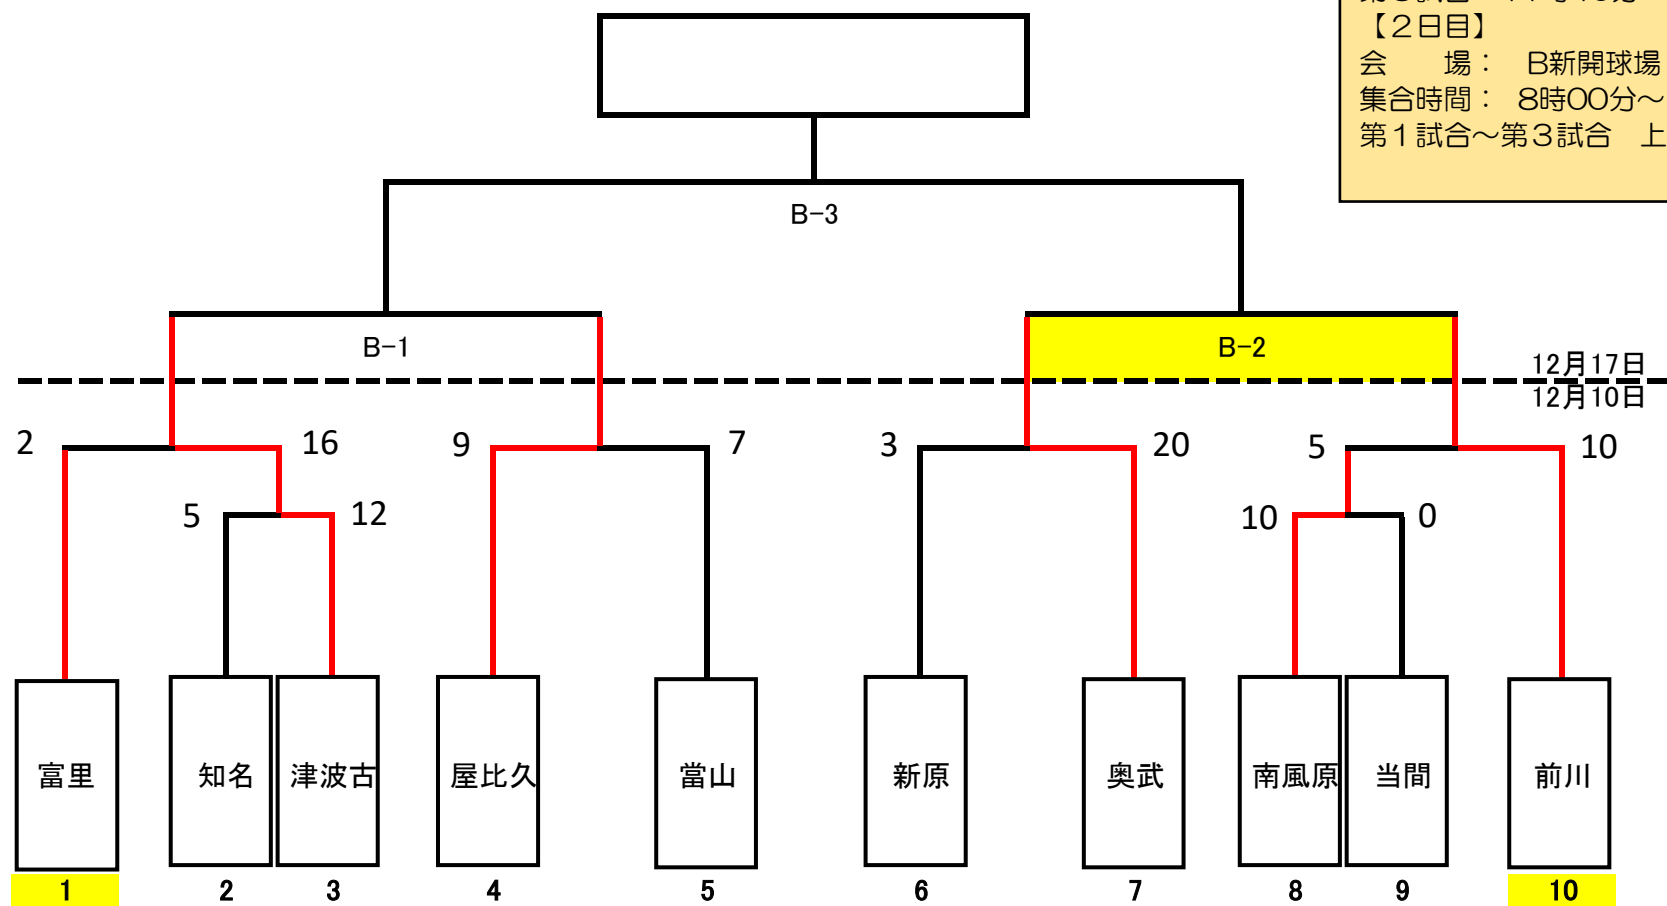 【２日目】
会　　場：　B新開球場
集合時間：　8時00分～
第１試合～第３試合　上
B-3
B-1
B-2
12月17日
12月10日
2
16
9
7
3
20
5
10
5
12
10
0
富里
知名
津波古
屋比久
當山
新原
奥武
南風原
当間
前川
1
2
3
4
5
6
7
8
9
10